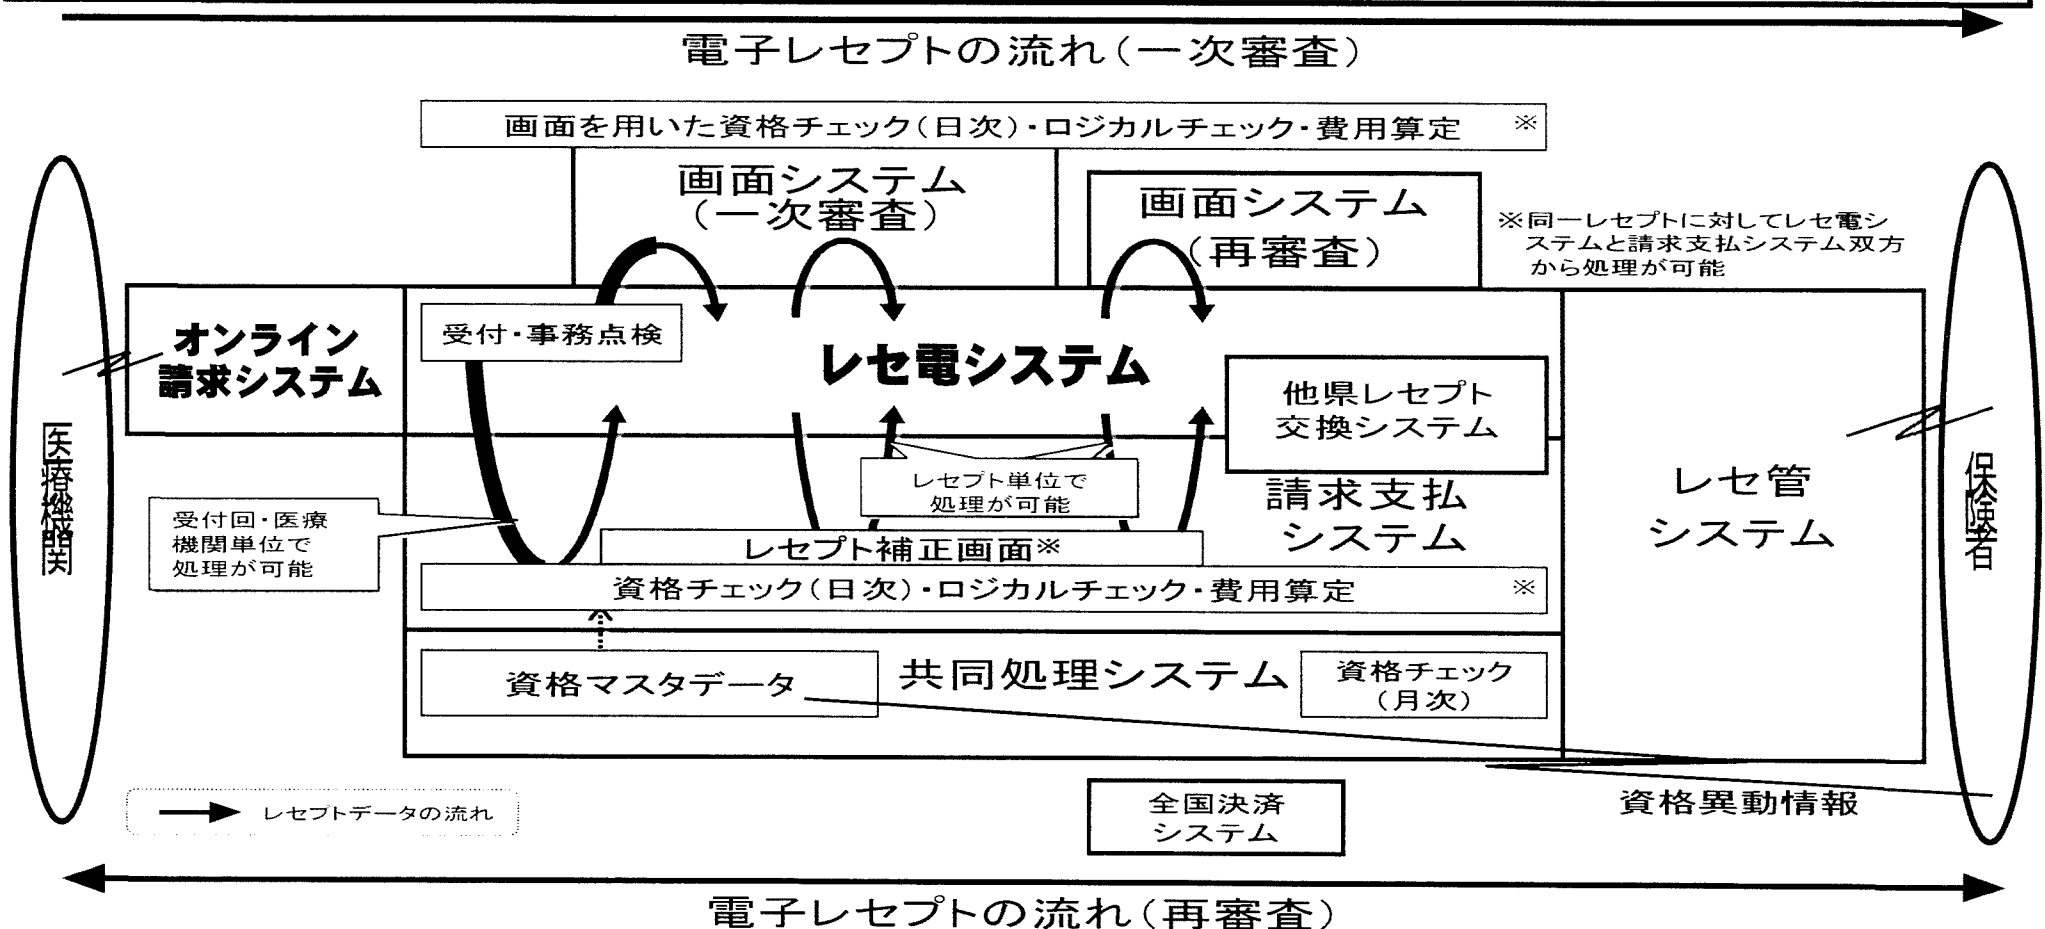 電子レセプトの流れ(一次審査)
画面を用いた資格チェック(日次)・ロジカルチェック・費用算定 ※
画面システム
(一次審査)
画面システム
(再審査)
※同一レセプトに対してレセ電シ
ステムと請求支払システム双方
から処理が可能
医療機関
オンライン
請求システム
受付・事務点検
レセ電システム
他県レセプト
交換システム
レセプト単位で
処理が可能
請求支払
システム
受付回・医療
機関単位で
処理が可能
レセプト補正画面※
資格チェック(日次)・ロジカルチェック・費用算定 ※
レセ管
システム
保険者
資格マスタデータ
共同処理システム
資格チェック
(月次)
レセプトデータの流れ
全国決済
システム
資格異動情報
電子レセプトの流れ(再審査)